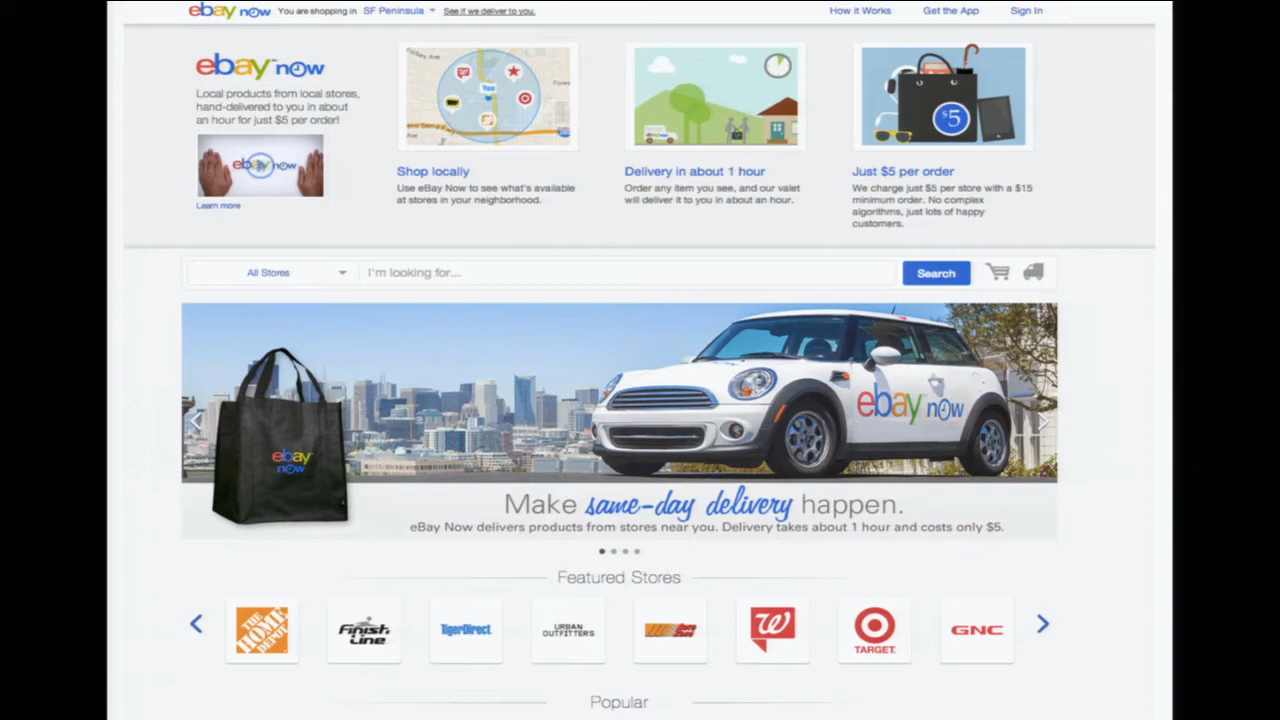 ebay now You are shopping in SF Peninsula See if we deliver to you. How it Works Get the App Sign In
ebay now
Local products from local stores,
hand-delivered to you in about
an hour for just $5 per order!
ebay now
Learn more
Shop locally
Use eBay Now to see what's available
at stores in your neighborhood.
Delivery in about 1 hour
Order any item you see, and our valet
will deliver it to you in about an hour.
$5
Just $5 per order
We charge just $5 per store with a $15
minimum order. No complex
algorithms, just lots of happy
customers.
All Stores I'm looking for... Search
ebay now
ebay now
Make same-day delivery happen.
eBay Now delivers products from stores near you. Delivery takes about 1 hour and costs only $5.
Featured Stores
THE HOME DEPOT
Finish Line
TigerDirect
URBAN OUTFITTERS
W
TARGET
GNC
Popular